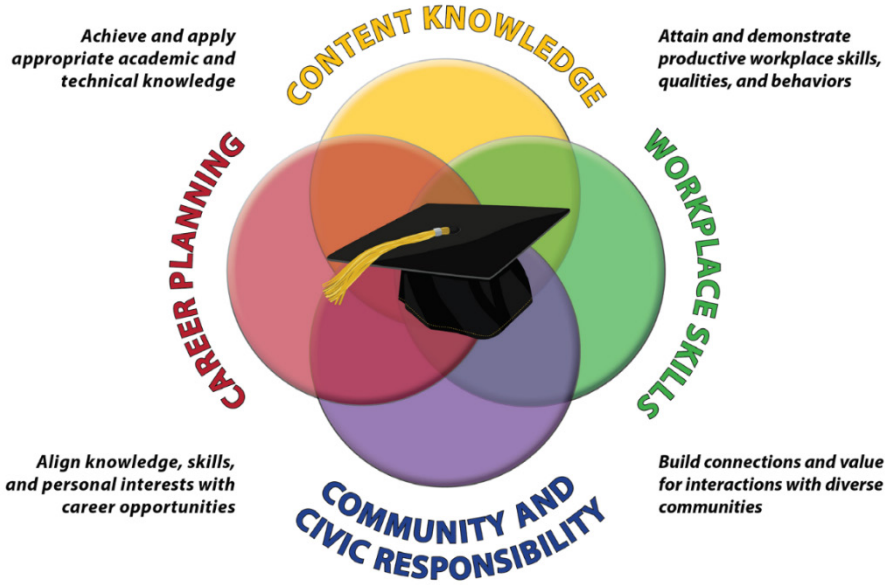 Achieve and apply
appropriate academic and
technical knowledge
CONTENT KNOWLEDGE
Attain and demonstrate
productive workplace skills,
qualities, and behaviors
CAREER PLANNING
WORKPLACE SKILLS
Align knowledge, skills,
and personal interests with
career opportunities
COMMUNITY AND
CIVIC RESPONSIBILITY
Build connections and value
for interactions with diverse
communities